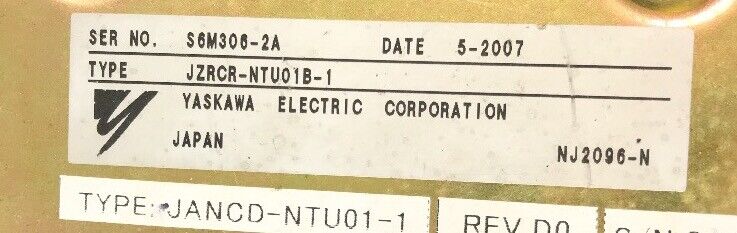 SER NO. S6M306-2A DATE 5-2007
TYPE JZRCR-NTU01B-1
YASKAWA ELECTRIC CORPORATION
JAPAN NJ2096-N
TYPE: JANCD-NTU01-1 REV.D0